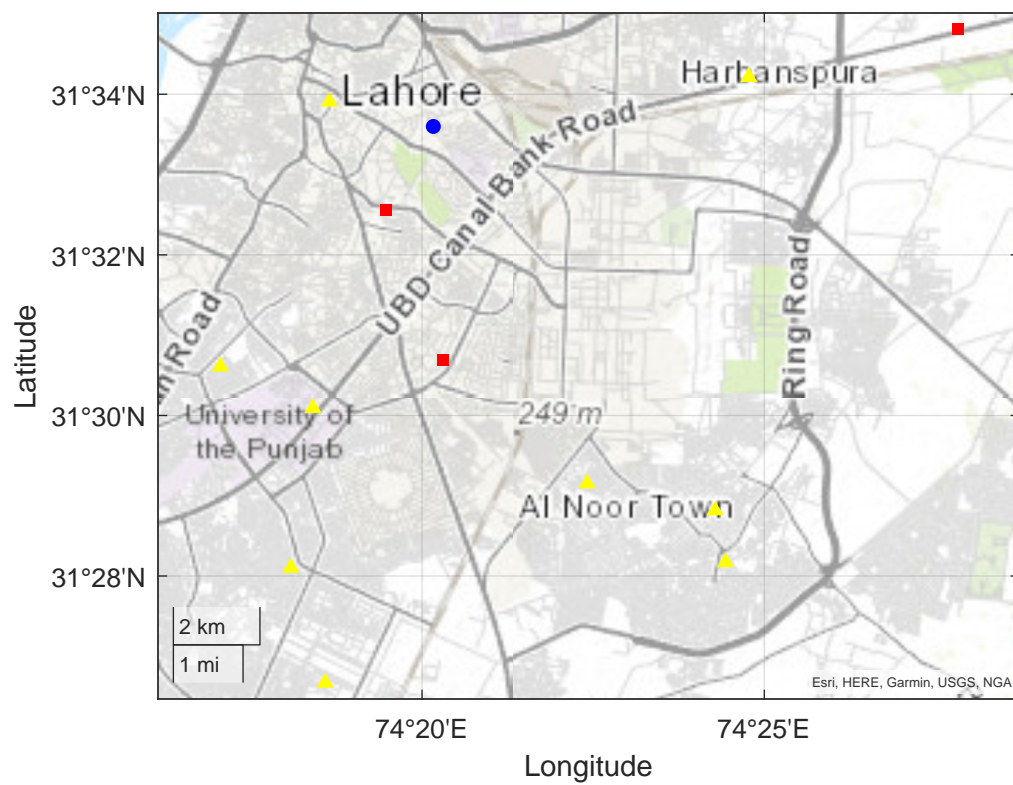 31°34'N
31°32'N
31°30'N
31°28'N
74°20'E
74°25'E
Latitude
Longitude
Lahore
Harbanspura
UBD-Canal-Bank-Road
Ring Road
Road
University of
the Punjab
249 m
Al Noor Town
2 km
1 mi
Esri, HERE, Garmin, USGS, NGA